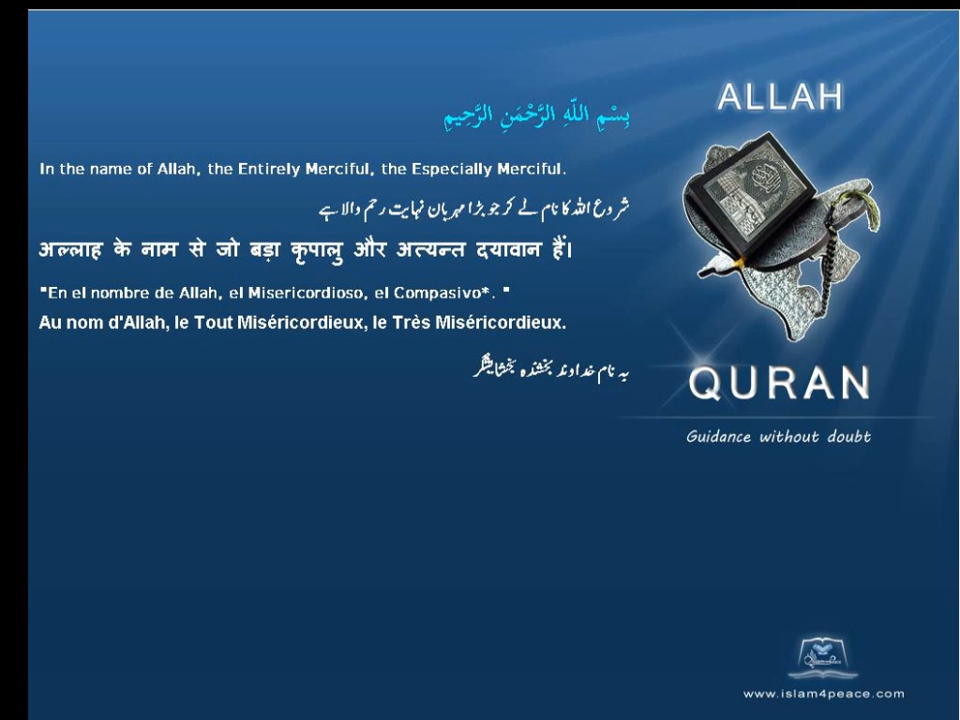 بِسْمِ اللَّهِ الرَّحْمَنِ الرَّحِيمِ
In the name of Allah, the Entirely Merciful, the Especially Merciful.
شروع اللہ کا نام لے کر جو بڑا مہربان نہایت رحم والا ہے
अल्लाह के नाम से जो बड़ा कृपालु और अत्यन्त दयावान हैं।
"En el nombre de Allah, el Misericordioso, el Compasivo*. "
Au nom d'Allah, le Tout Miséricordieux, le Très Miséricordieux.
به نام خداوند بخشنده بخشایشگر
ALLAH
QURAN
Guidance without doubt
www.islam4peace.com